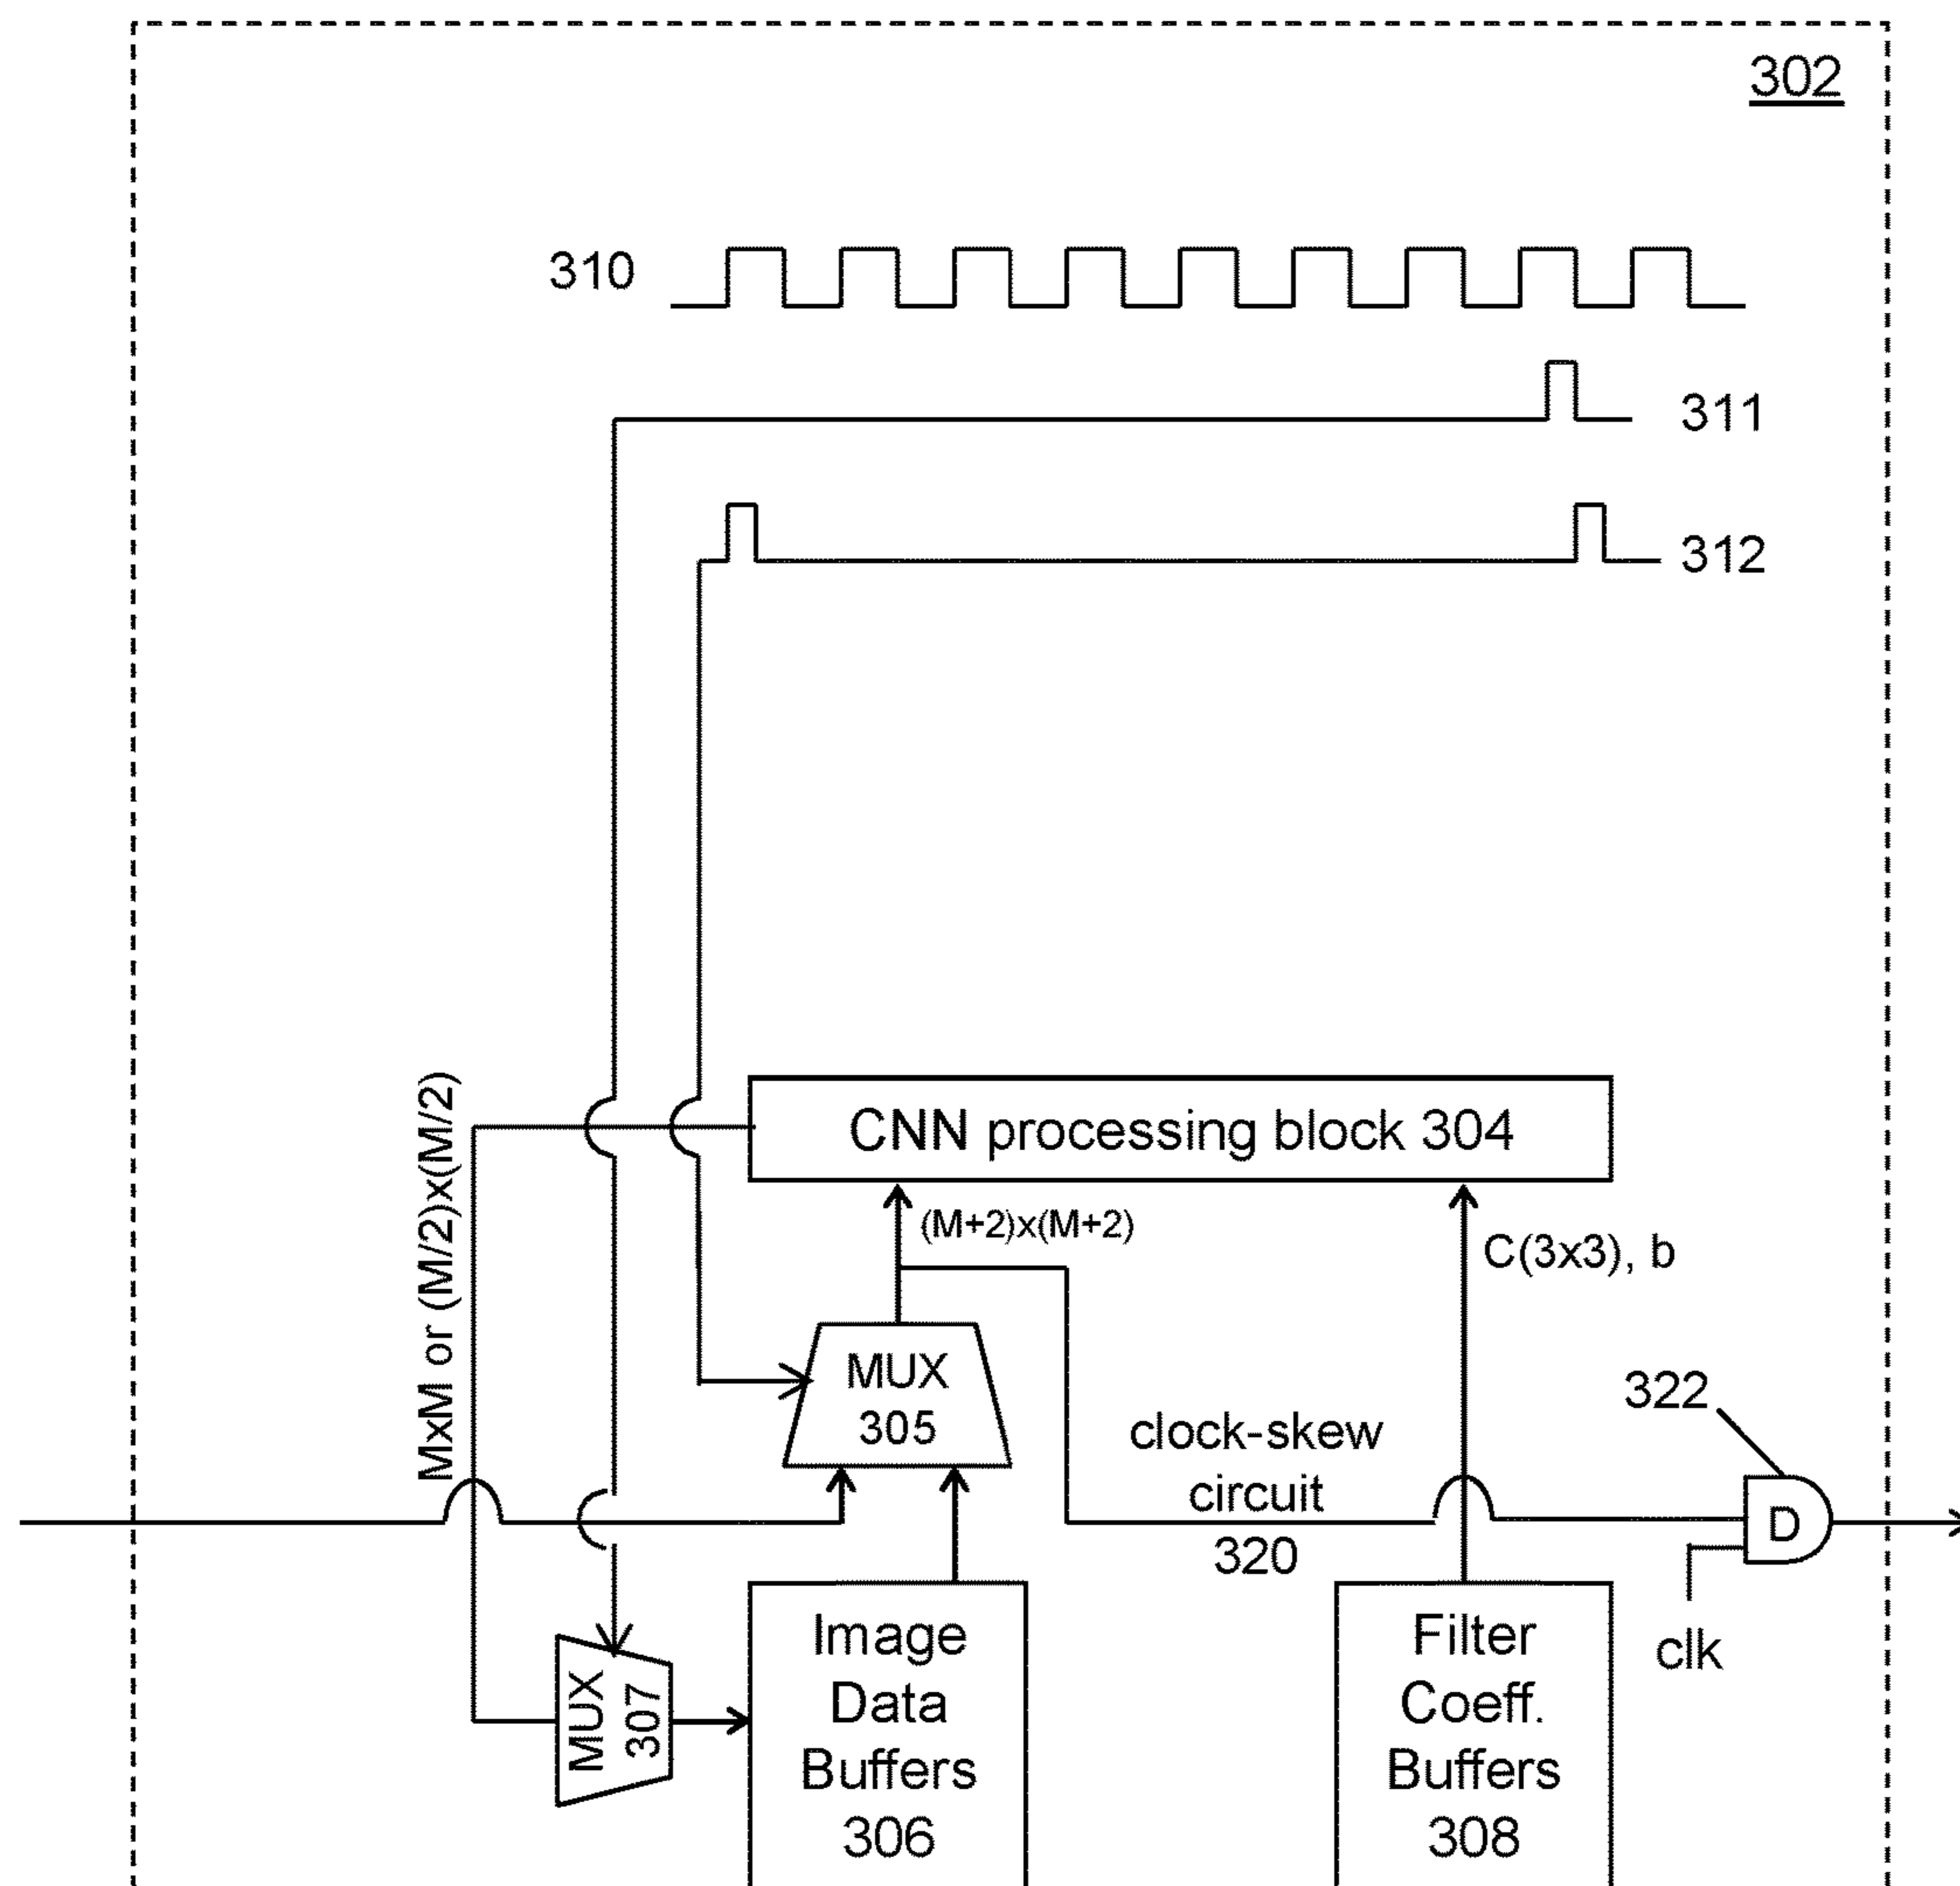 302
310
311
312
CNN processing block 304
MxM or (M/2)x(M/2)
(M+2)x(M+2)
C(3x3), b
MUX
305
clock-skew
circuit
320
322
D
clk
MUX
307
Image
Data
Buffers
306
Filter
Coeff.
Buffers
308